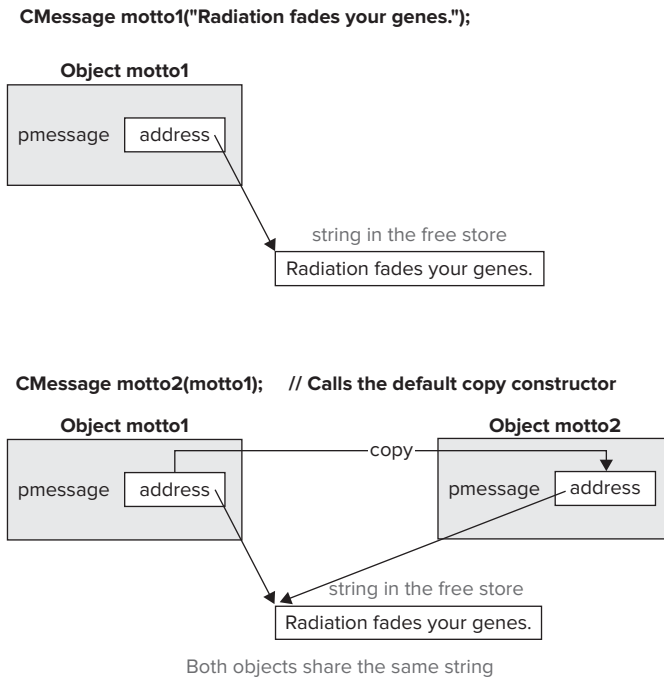 CMessage motto1("Radiation fades your genes.");
Object motto1
pmessage address
string in the free store
Radiation fades your genes.
CMessage motto2(motto1); // Calls the default copy constructor
Object motto1 Object motto2
copy
pmessage address pmessage address
string in the free store
Radiation fades your genes.
Both objects share the same string